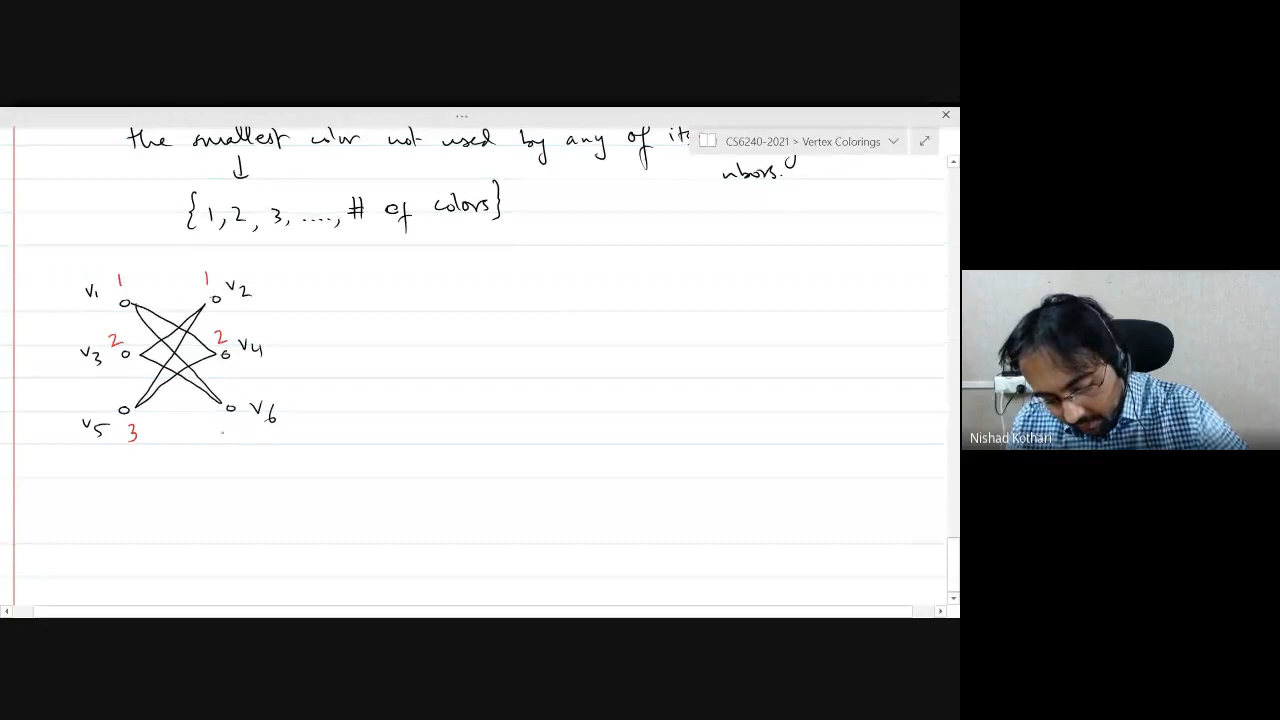 the smallest color not used by any of its
CS6240-2021 > Vertex Colorings
nbors.
↓
{1, 2, 3, ...., # of colors}
1 1
v1 v2
2 2
v3 v4
v5 v6
3
Nishad Kothari